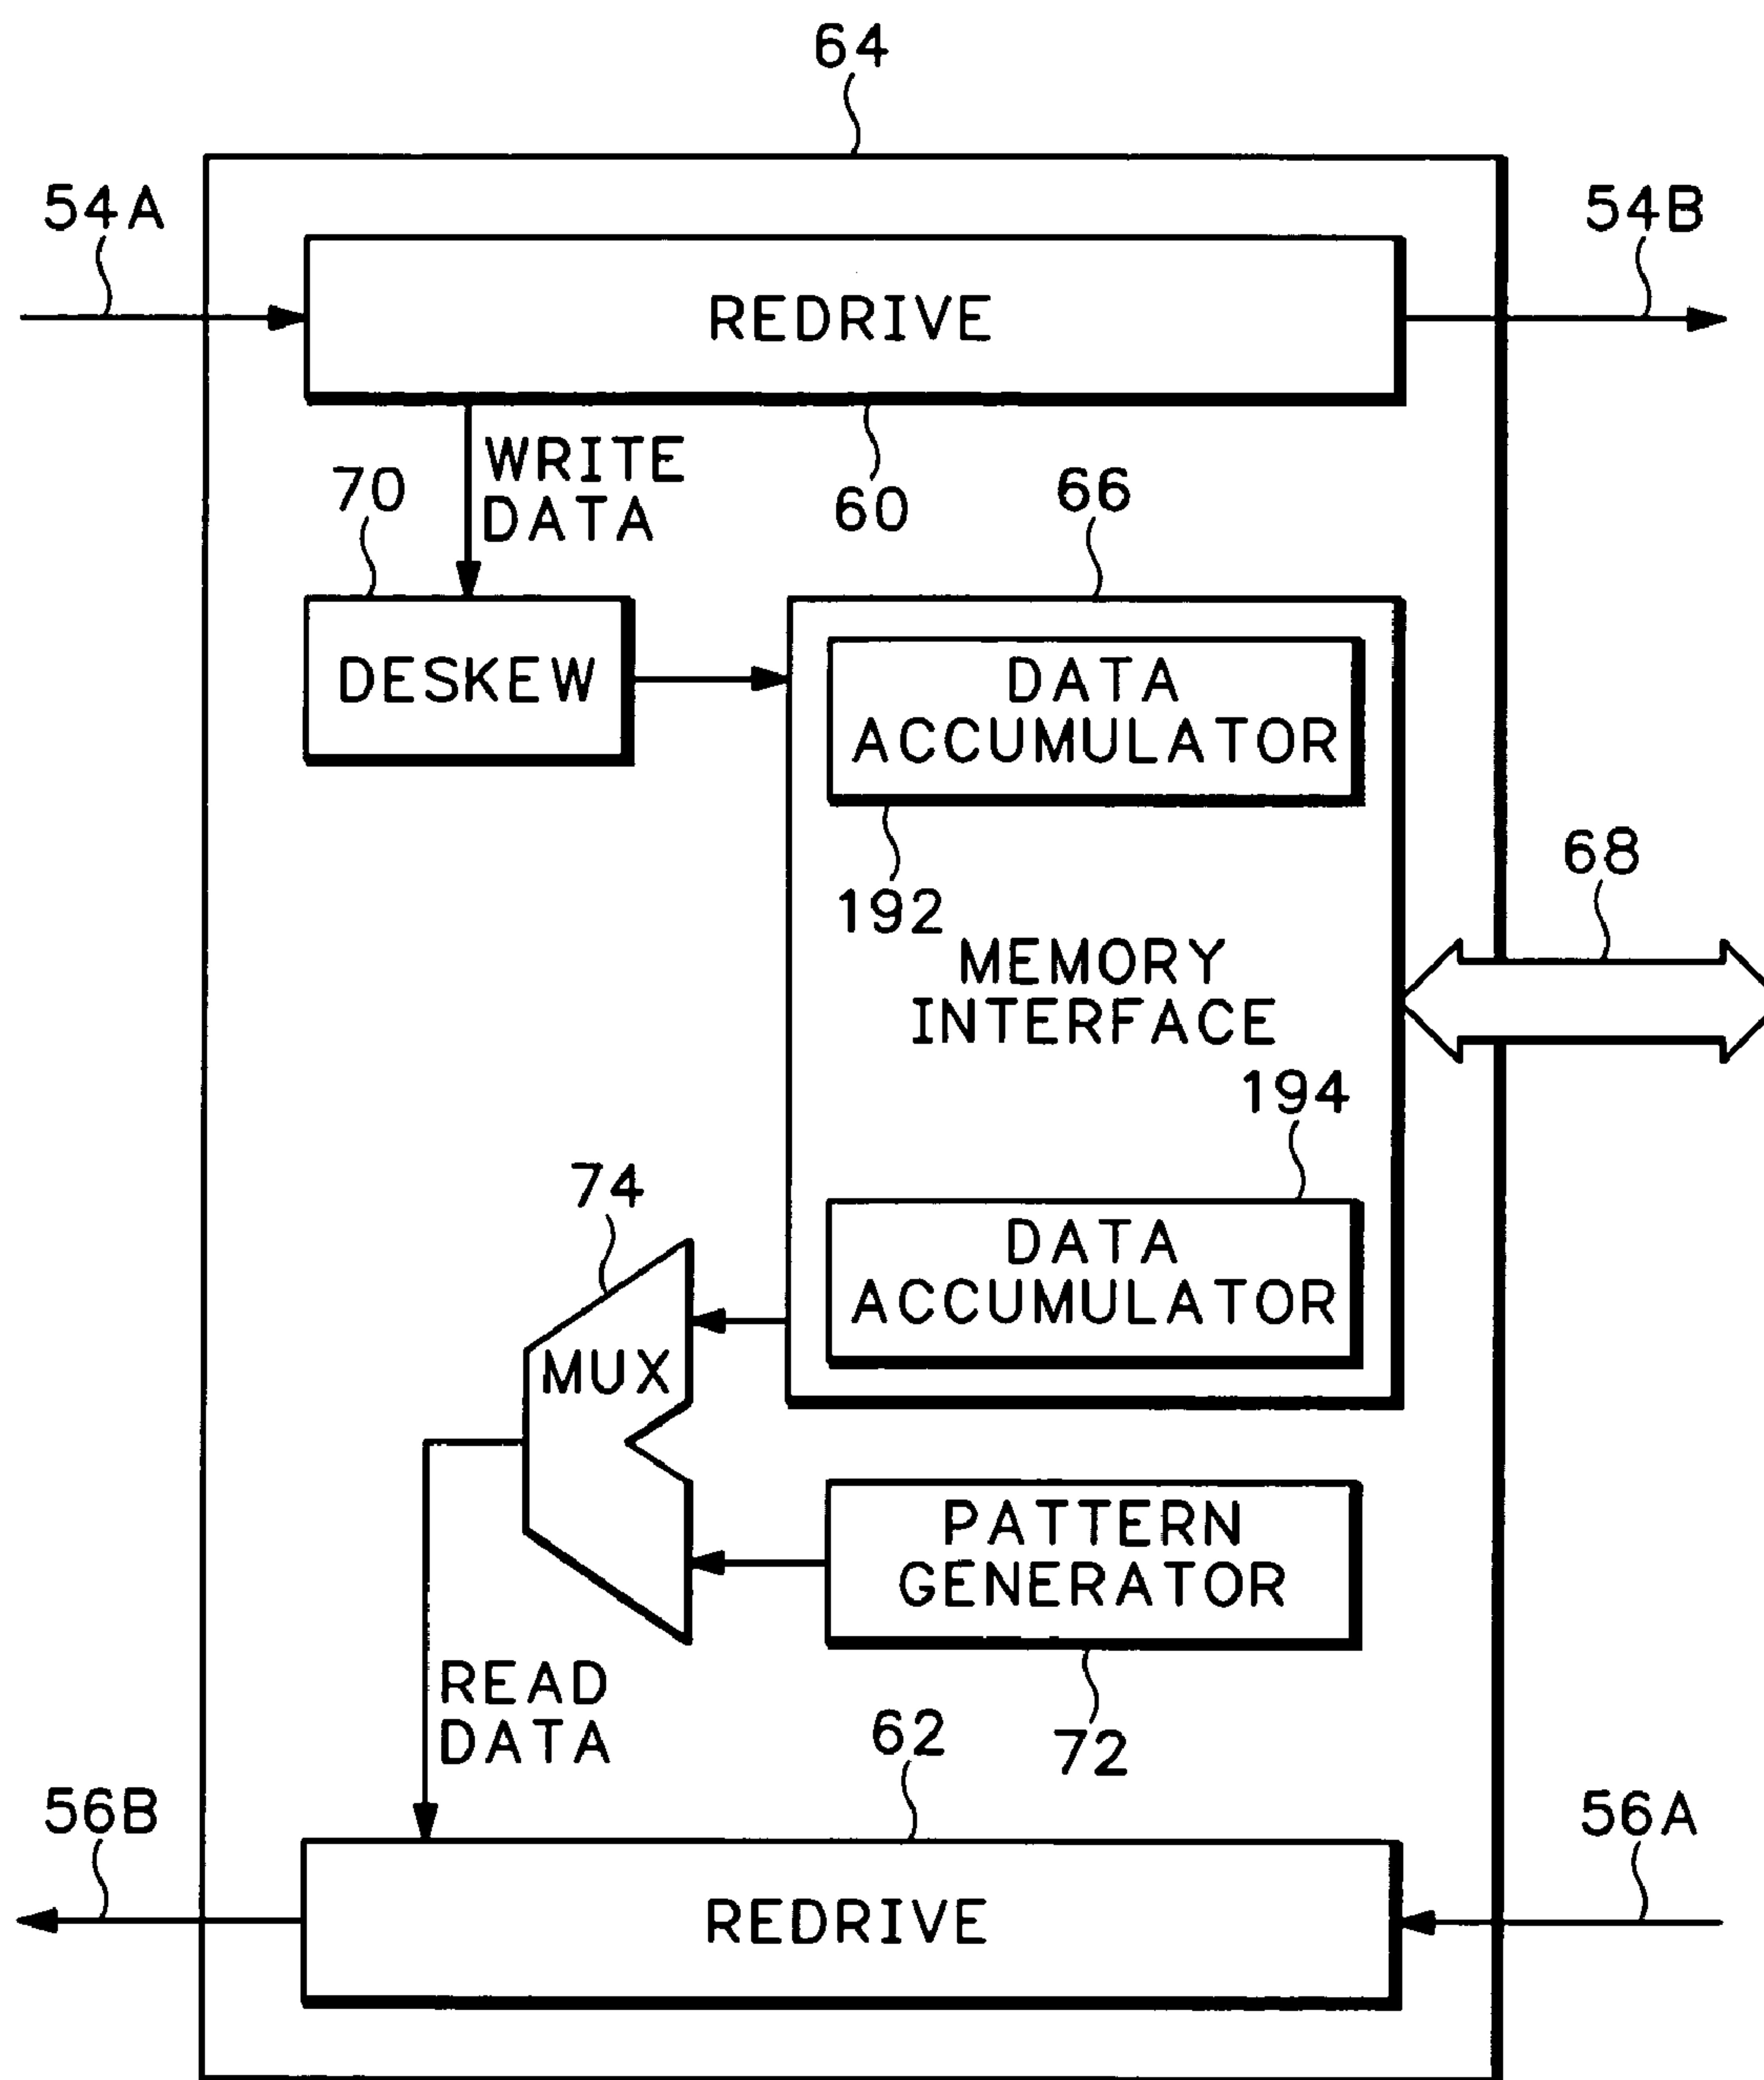 64
54A
54B
REDRIVE
WRITE
DATA
60
70
66
DESKEW
DATA
ACCUMULATOR
192
68
MEMORY
INTERFACE
194
74
DATA
ACCUMULATOR
MUX
PATTERN
GENERATOR
READ
DATA
62
72
56B
56A
REDRIVE